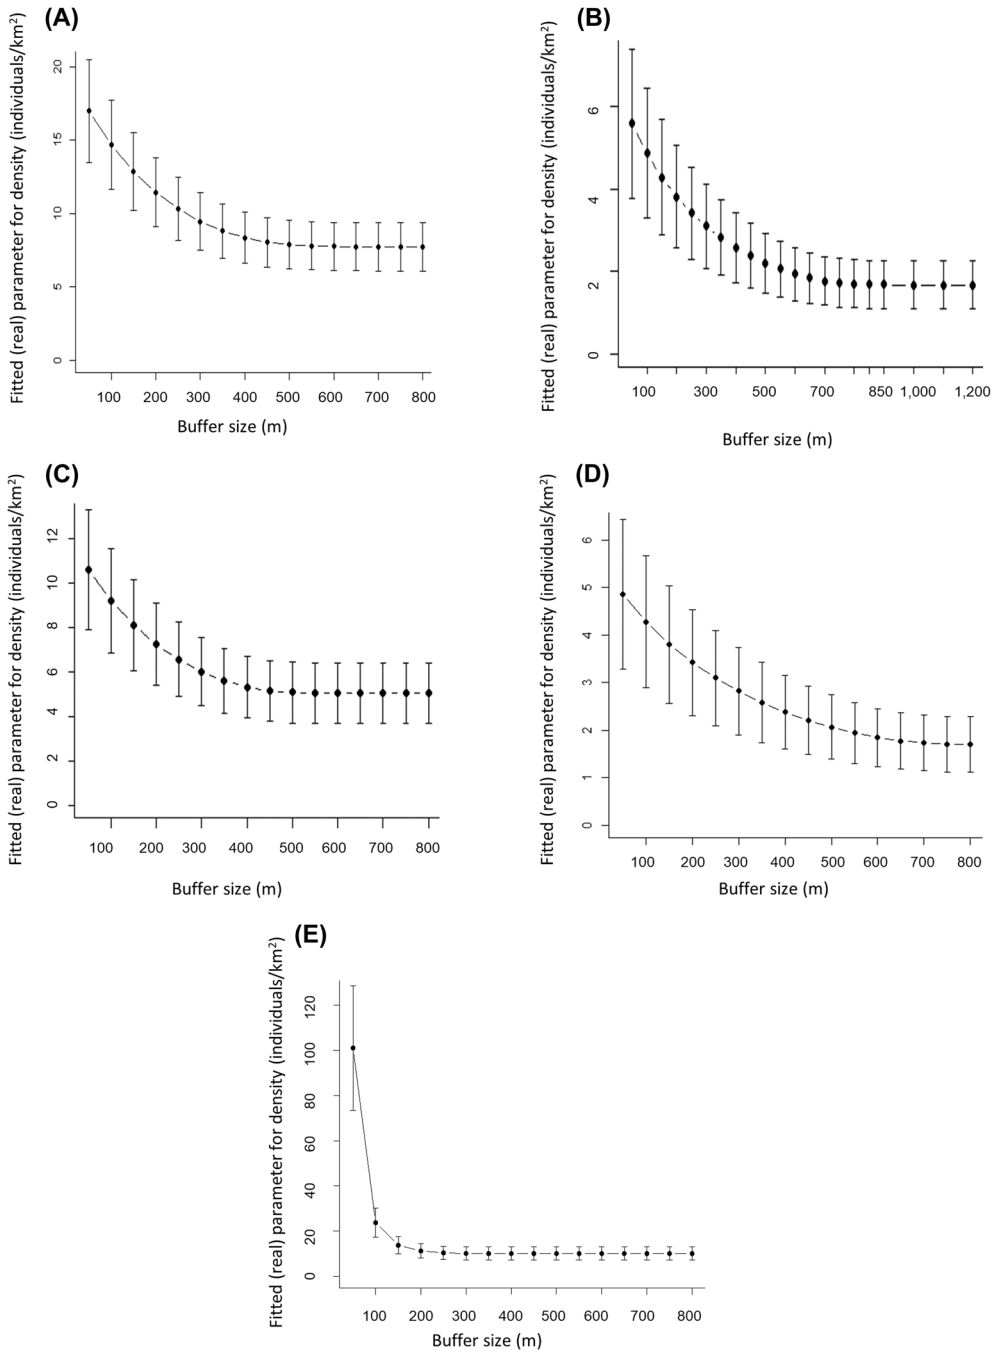 (A)
Fitted (real) parameter for density (individuals/km²)
20
15
10
5
0
100 200 300 400 500 600 700 800
Buffer size (m)
(B)
Fitted (real) parameter for density (individuals/km²)
6
4
2
0
100 300 500 700 850 1,000 1,200
Buffer size (m)
(C)
Fitted (real) parameter for density (individuals/km²)
12
10
8
6
4
2
0
100 200 300 400 500 600 700 800
Buffer size (m)
(D)
Fitted (real) parameter for density (individuals/km²)
6
5
4
3
2
1
0
100 200 300 400 500 600 700 800
Buffer size (m)
(E)
Fitted (real) parameter for density (individuals/km²)
120
100
80
60
40
20
0
100 200 300 400 500 600 700 800
Buffer size (m)